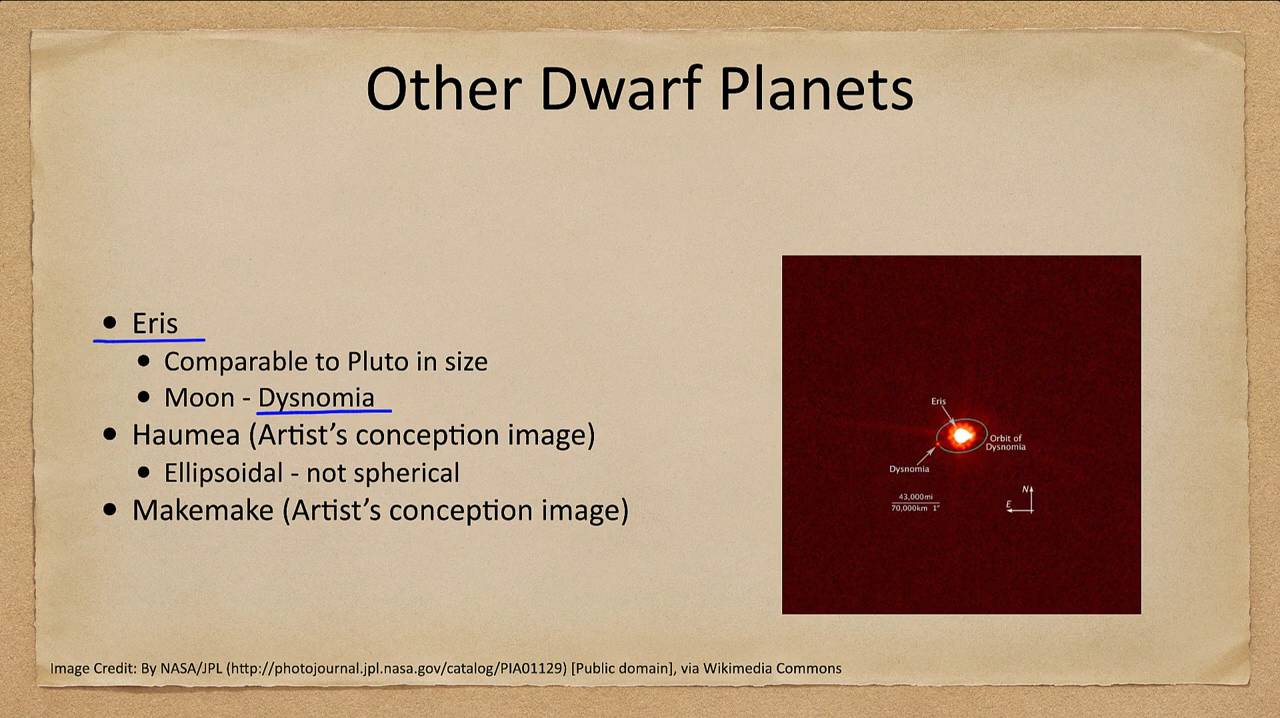 Other Dwarf Planets
• Eris
• Comparable to Pluto in size
• Moon - Dysnomia
• Haumea (Artist’s conception image)
• Ellipsoidal - not spherical
• Makemake (Artist’s conception image)
Eris
Orbit of
Dysnomia
Dysnomia
43,000mi
70,000km 1"
N
E
Image Credit: By NASA/JPL (http://photojournal.jpl.nasa.gov/catalog/PIA01129) [Public domain], via Wikimedia Commons